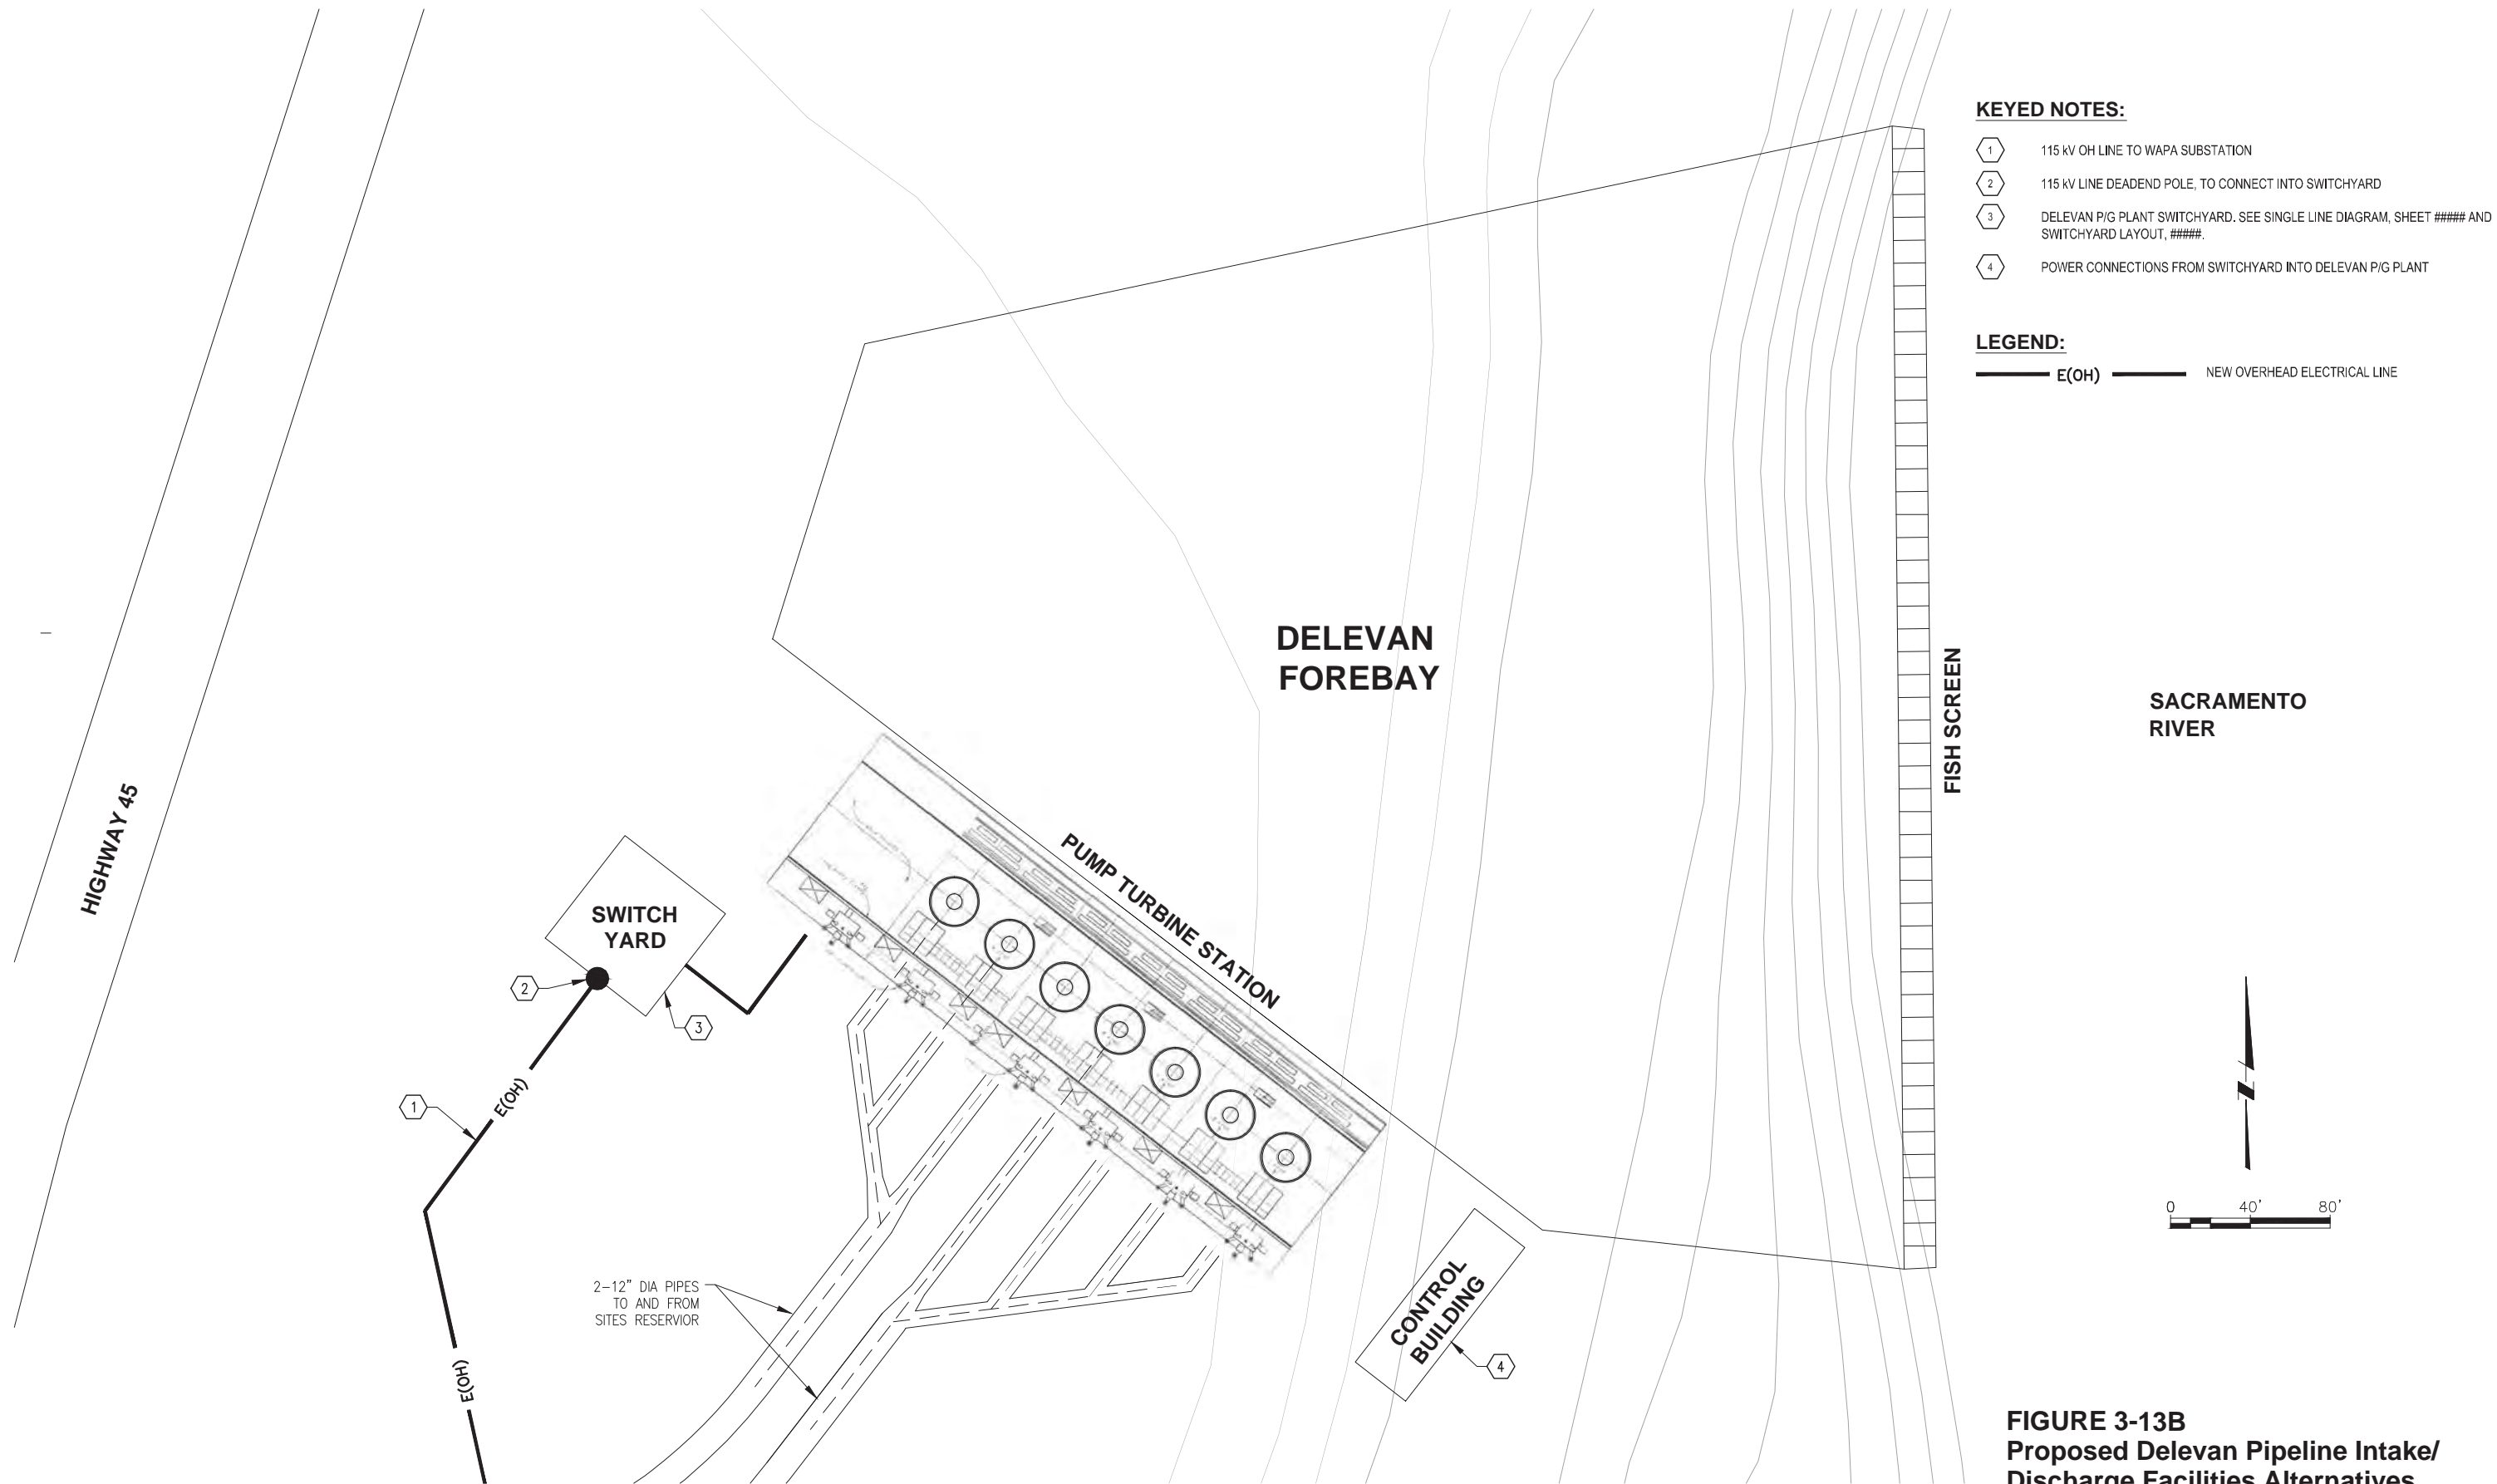 KEYED NOTES:
1 115 kV OH LINE TO WAPA SUBSTATION
2 115 kV LINE DEADEND POLE, TO CONNECT INTO SWITCHYARD
3 DELEVAN P/G PLANT SWITCHYARD. SEE SINGLE LINE DIAGRAM, SHEET ##### AND
SWITCHYARD LAYOUT, #####.
4 POWER CONNECTIONS FROM SWITCHYARD INTO DELEVAN P/G PLANT
LEGEND:
E(OH) NEW OVERHEAD ELECTRICAL LINE
DELEVAN
FOREBAY
FISH SCREEN
SACRAMENTO
RIVER
HIGHWAY 45
PUMP TURBINE STATION
SWITCH
YARD
2
3
1
E(OH)
E(OH)
2-12" DIA PIPES
TO AND FROM
SITES RESERVIOR
CONTROL
BUILDING
4
N
0 40' 80'
FIGURE 3-13B
Proposed Delevan Pipeline Intake/
Discharge Facilities Alternatives